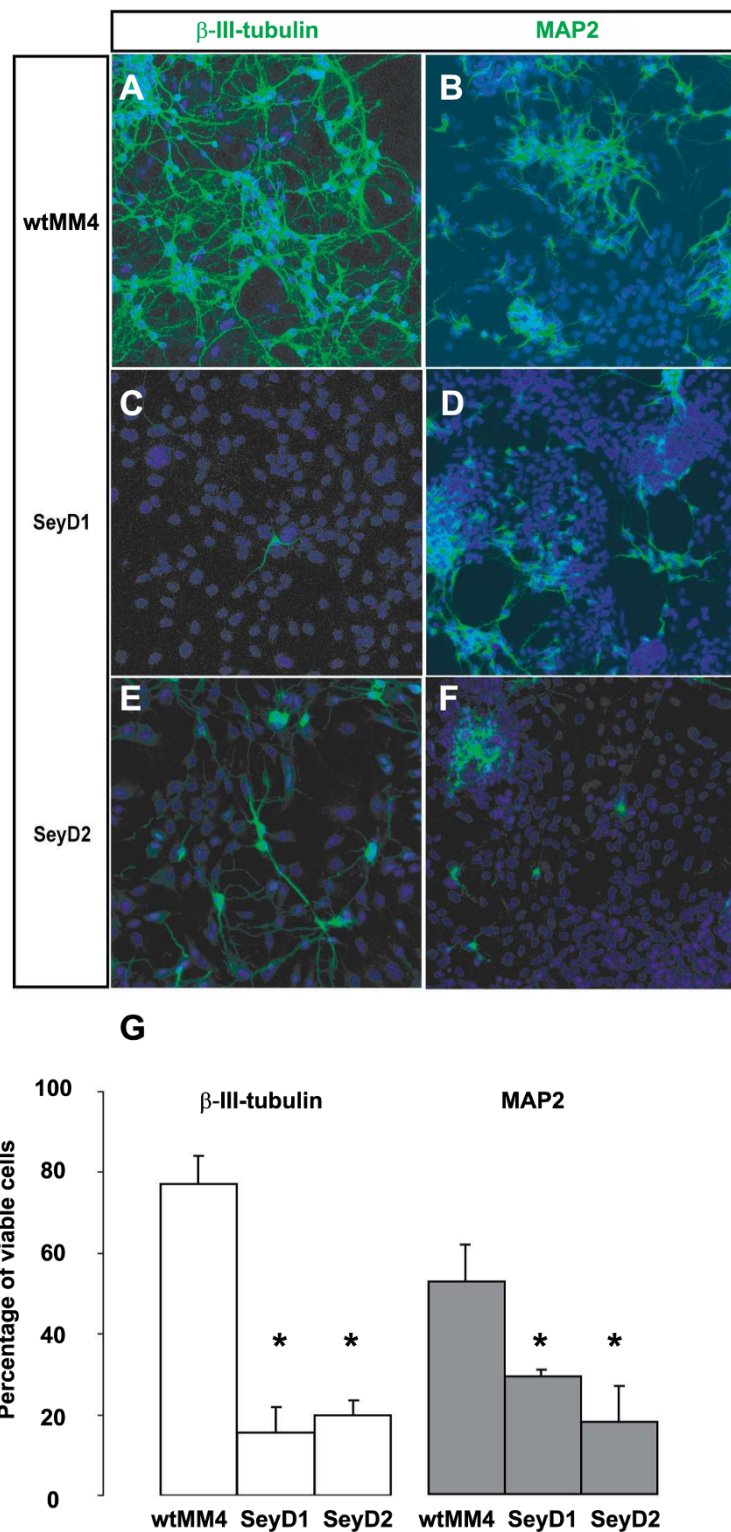 β-III-tubulin MAP2
A B
wtMM4
C D
SeyD1
E F
SeyD2
G
100
β-III-tubulin MAP2
80
60
40
* * * *
20
0
Percentage of viable cells
wtMM4 SeyD1 SeyD2 wtMM4 SeyD1 SeyD2